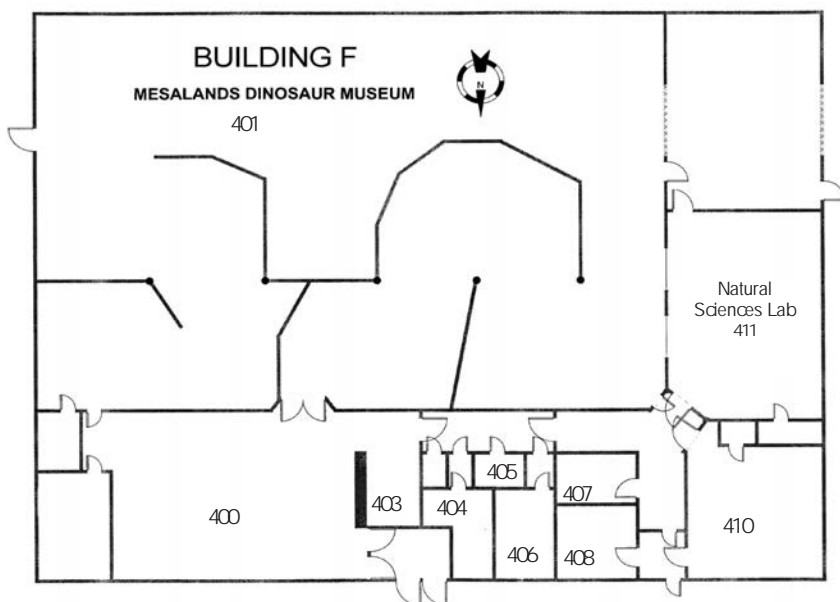 BUILDING F
MESALANDS DINOSAUR MUSEUM
N
401
Natural
Sciences Lab
411
400
403
404
405
406
407
408
410